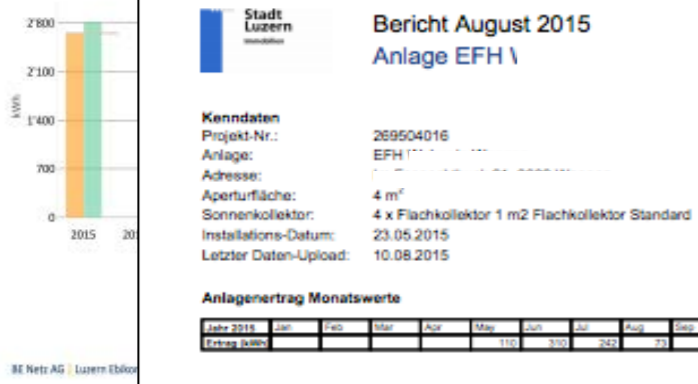 2'800
2'100
kWh
1'400
700
0
2015
BE Netz AG | Luzern Ebikon
Stadt
Luzern
Bericht August 2015
Anlage EFH
Kenndaten
Projekt-Nr.: 269504016
Anlage: EFH
Adresse:
Aperturfläche: 4 m²
Sonnenkollektor: 4 x Flachkollektor 1 m2 Flachkollektor Standard
Installations-Datum: 23.05.2015
Letzter Daten-Upload: 10.08.2015
Anlagenertrag Monatswerte
Jahr 2015 Jan Feb Mar Apr May Jun Jul Aug Sep
Ertrag (kWh) 110 310 242 73